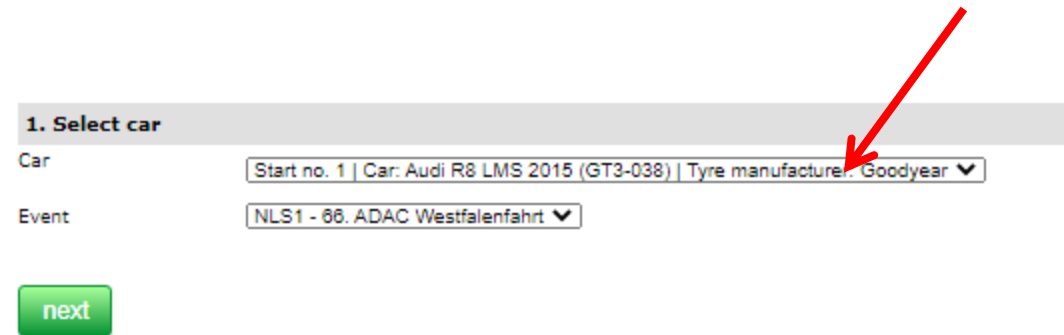 1. Select car
Car
Start no. 1 | Car: Audi R8 LMS 2015 (GT3-038) | Tyre manufacturer: Goodyear
Event
NLS1 - 66. ADAC Westfalenfahrt
next